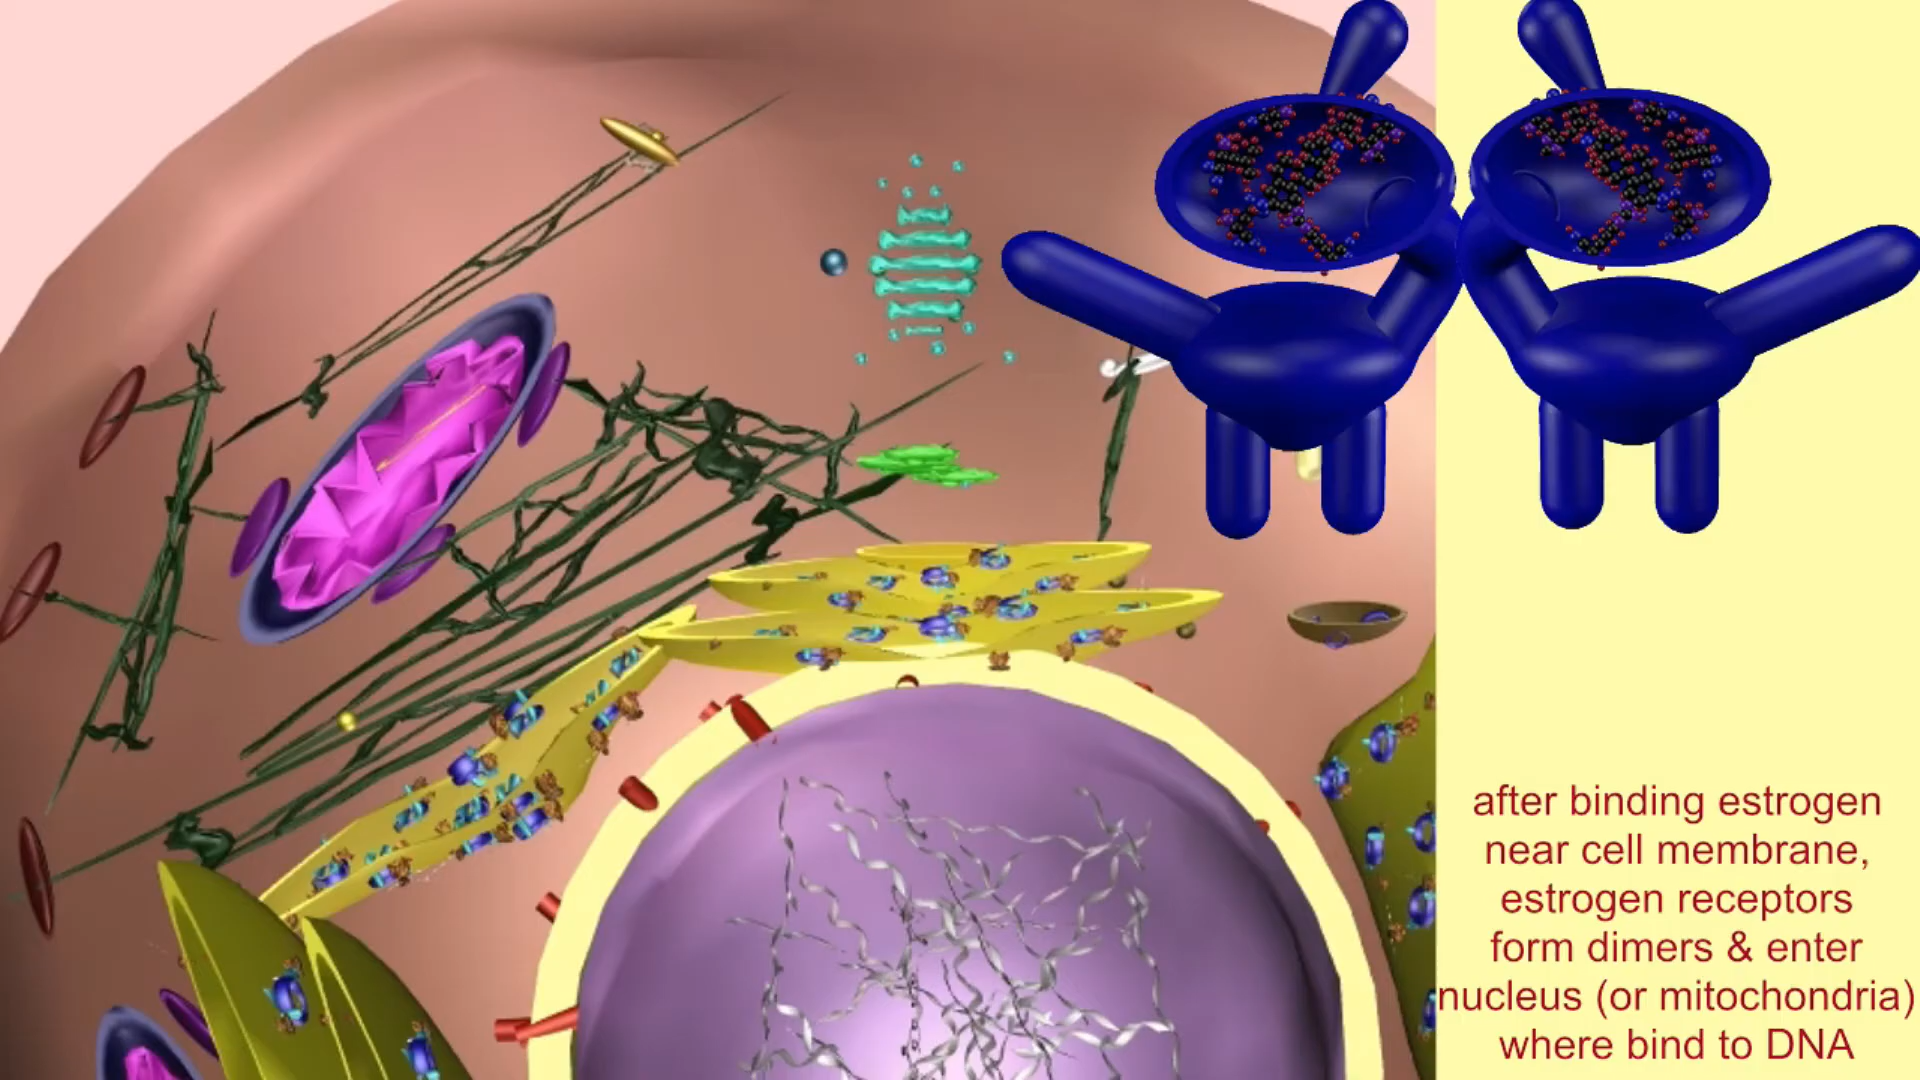 after binding estrogen
near cell membrane,
estrogen receptors
form dimers & enter
nucleus (or mitochondria)
where bind to DNA